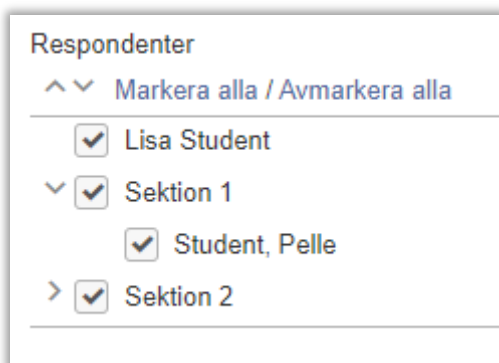 Respondenter
Markera alla / Avmarkera alla
Lisa Student
Sektion 1
Student, Pelle
Sektion 2